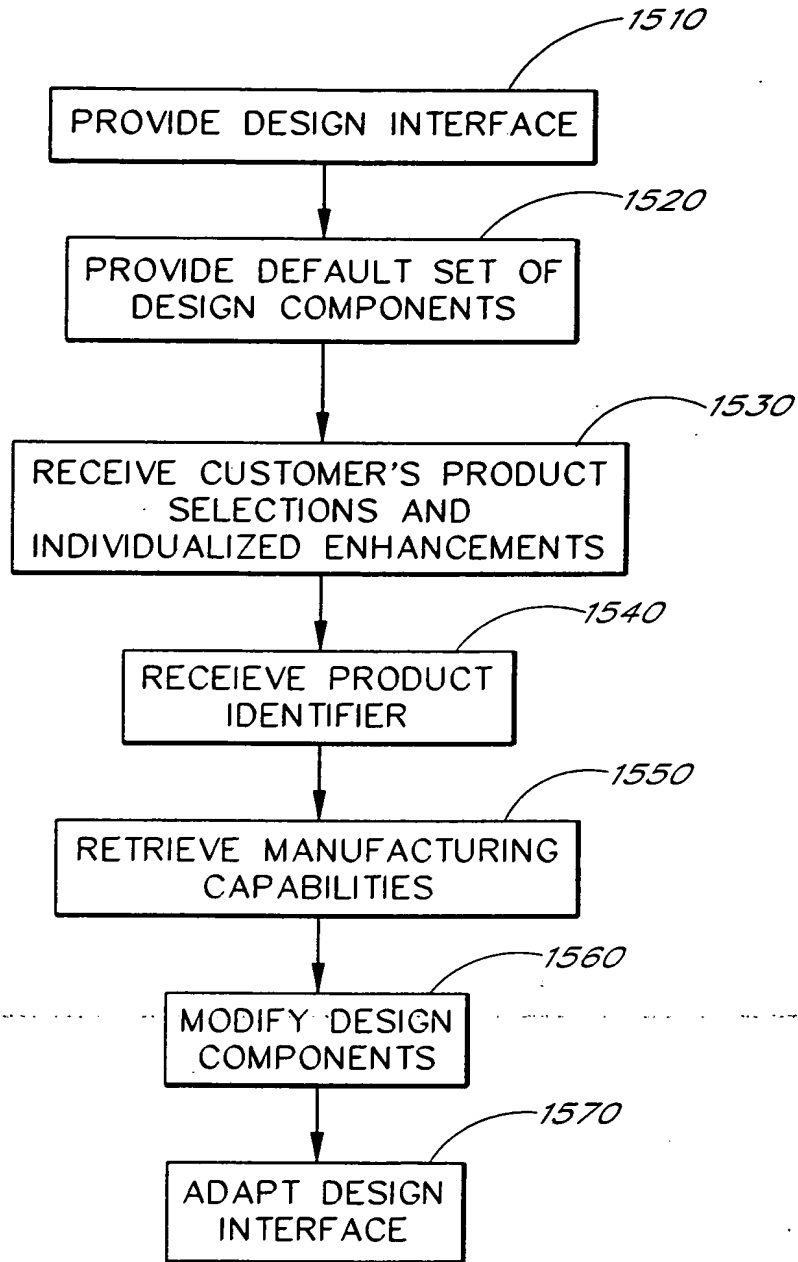 1510
PROVIDE DESIGN INTERFACE
1520
PROVIDE DEFAULT SET OF
DESIGN COMPONENTS
1530
RECEIVE CUSTOMER'S PRODUCT
SELECTIONS AND
INDIVIDUALIZED ENHANCEMENTS
1540
RECEIEVE PRODUCT
IDENTIFIER
1550
RETRIEVE MANUFACTURING
CAPABILITIES
1560
MODIFY DESIGN
COMPONENTS
1570
ADAPT DESIGN
INTERFACE